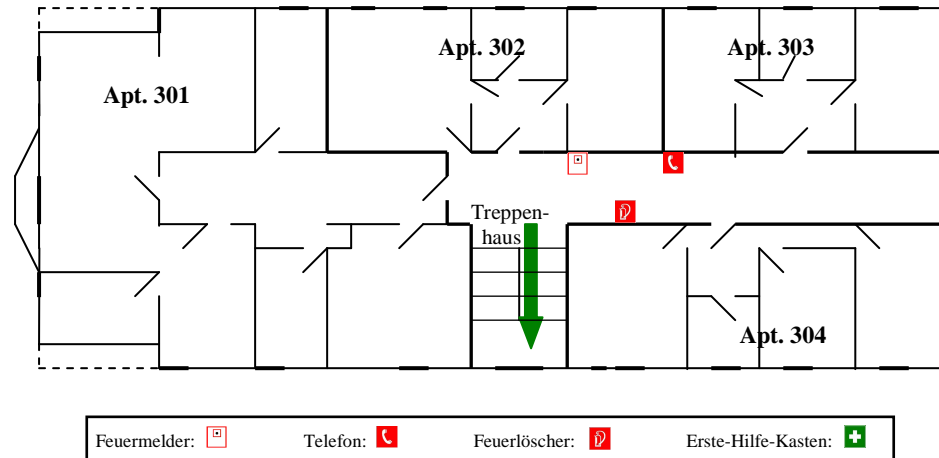 Apt. 302
Apt. 303
Apt. 301
Treppen-
haus
Apt. 304
Feuermelder:
Telefon:
Feuerlöscher:
Erste-Hilfe-Kasten: